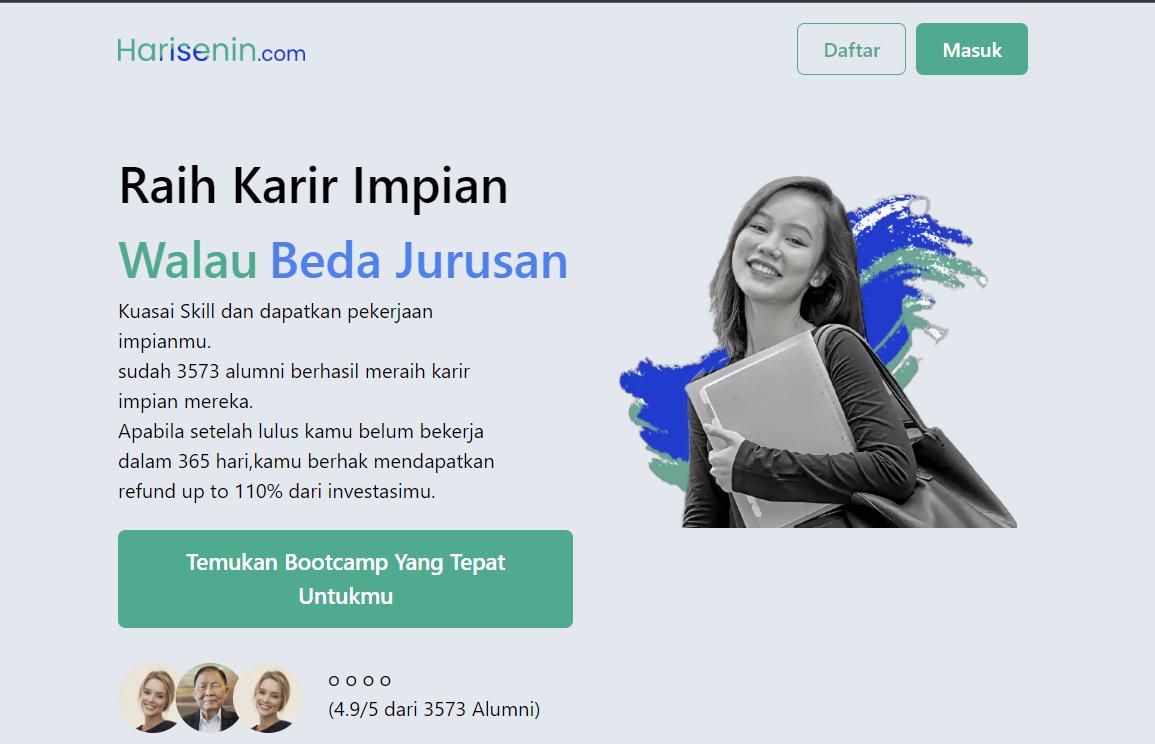 Harisenin.com
Daftar
Masuk
Raih Karir Impian
Walau Beda Jurusan
Kuasai Skill dan dapatkan pekerjaan
impianmu.
sudah 3573 alumni berhasil meraih karir
impian mereka.
Apabila setelah lulus kamu belum bekerja
dalam 365 hari,kamu berhak mendapatkan
refund up to 110% dari investasimu.
Temukan Bootcamp Yang Tepat
Untukmu
o o o o
(4.9/5 dari 3573 Alumni)